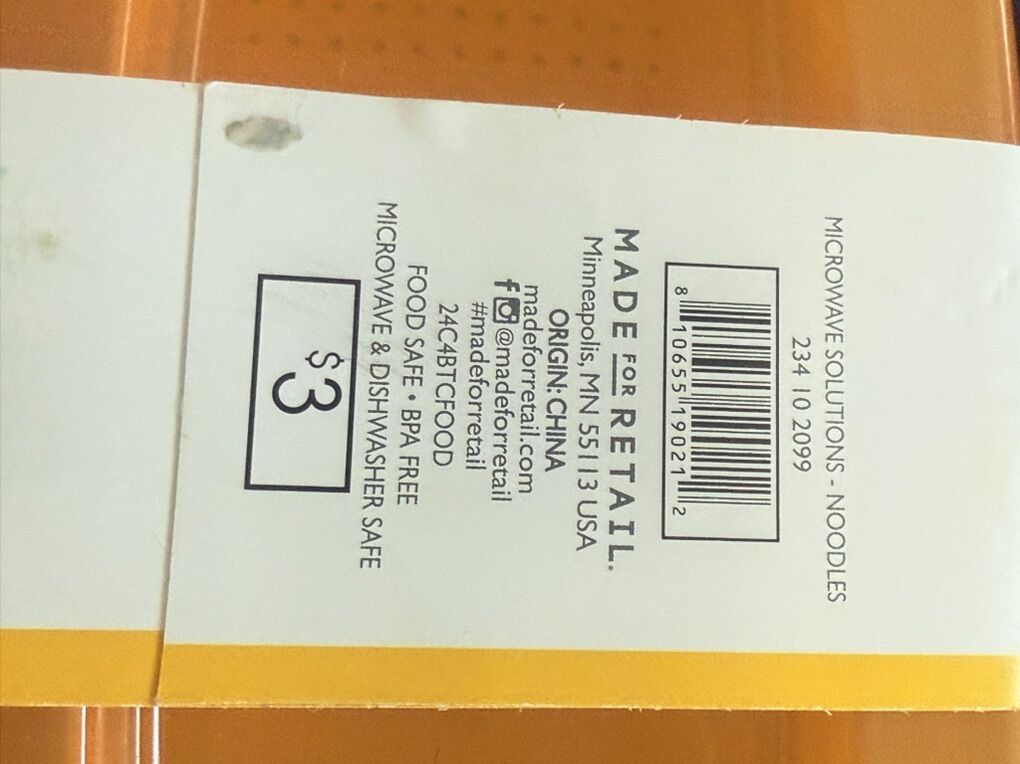 MICROWAVE SOLUTIONS - NOODLES
234 10 2099
8 10655 19021 2
MADE FOR RETAIL.
Minneapolis, MN 55113 USA
ORIGIN: CHINA
madeforretail.com
f @madeforretail
#madeforretail
24C4BTCFOOD
FOOD SAFE • BPA FREE
MICROWAVE & DISHWASHER SAFE
$3